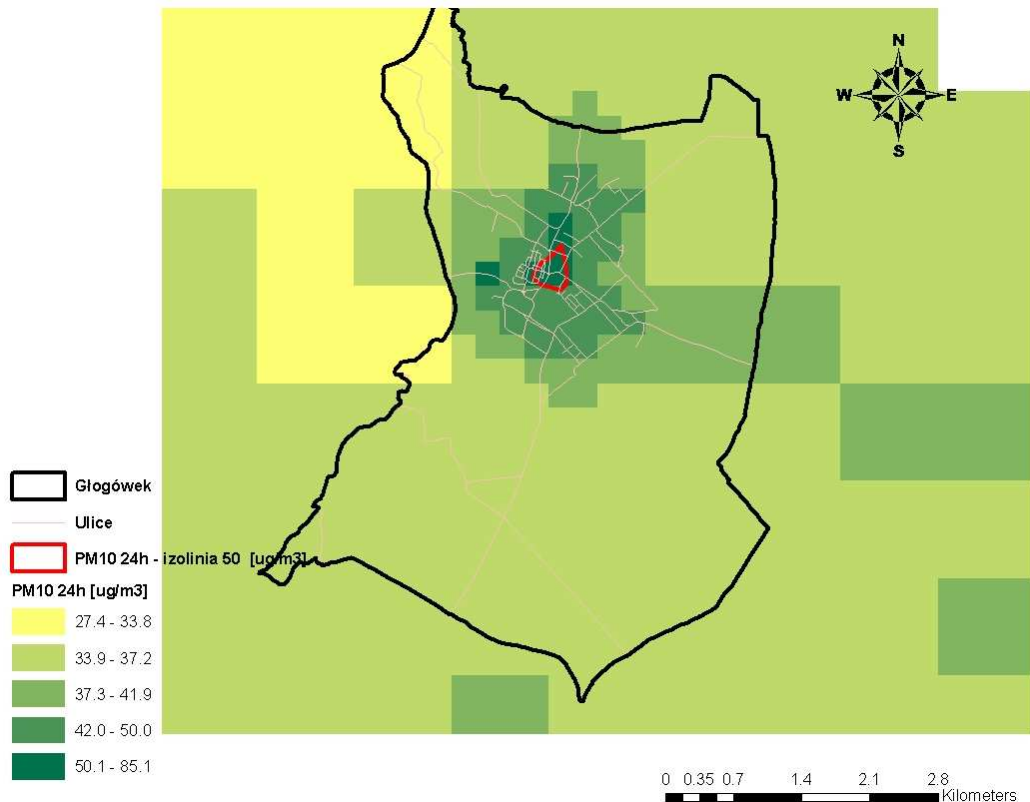 N
W E
S
Głogówek
Ulice
PM10 24h - izolinia 50 [ug/m3]
PM10 24h [ug/m3]
27.4 - 33.8
33.9 - 37.2
37.3 - 41.9
42.0 - 50.0
50.1 - 85.1
0 0.35 0.7 1.4 2.1 2.8
Kilometers